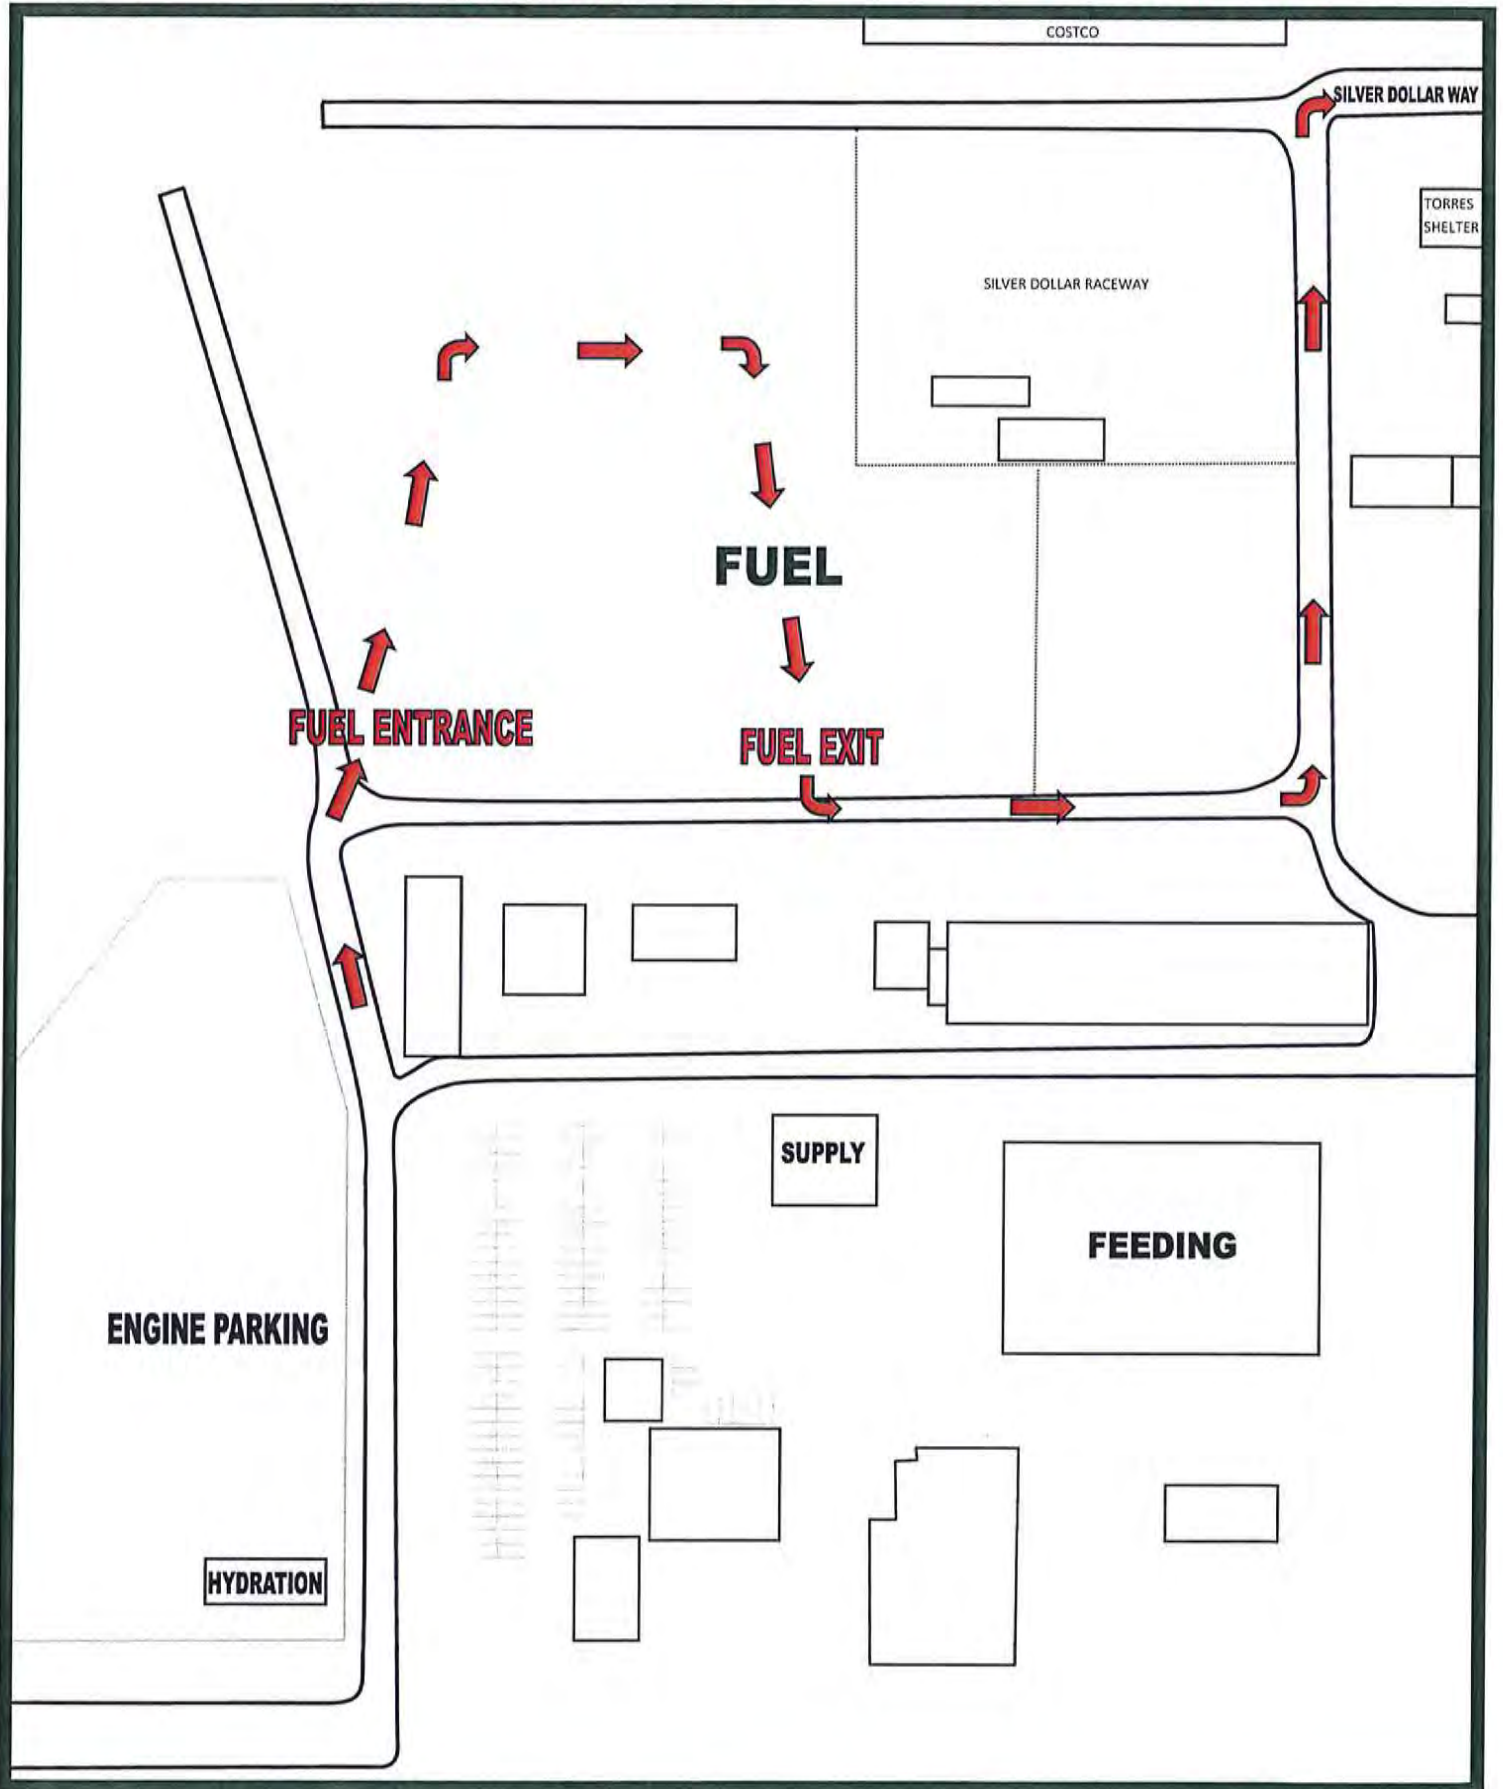 COSTCO
SILVER DOLLAR WAY
TORRES
SHELTER
SILVER DOLLAR RACEWAY
FUEL
FUEL ENTRANCE
FUEL EXIT
SUPPLY
FEEDING
ENGINE PARKING
HYDRATION